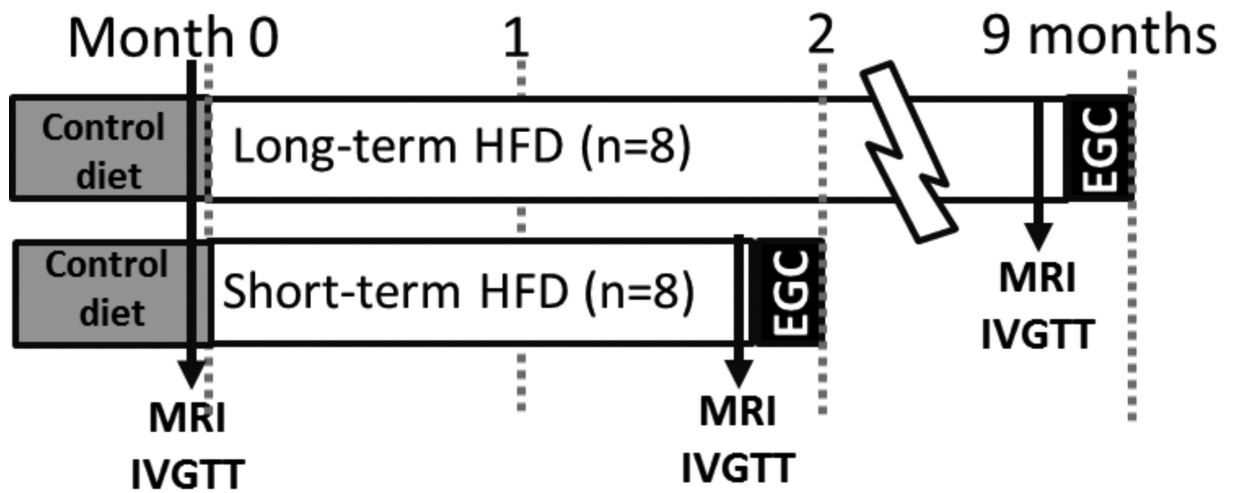 Month 0 1 2 9 months
Control
diet
Long-term HFD (n=8)
EGC
Control
diet
Short-term HFD (n=8)
EGC
MRI
IVGTT
MRI
IVGTT
MRI
IVGTT